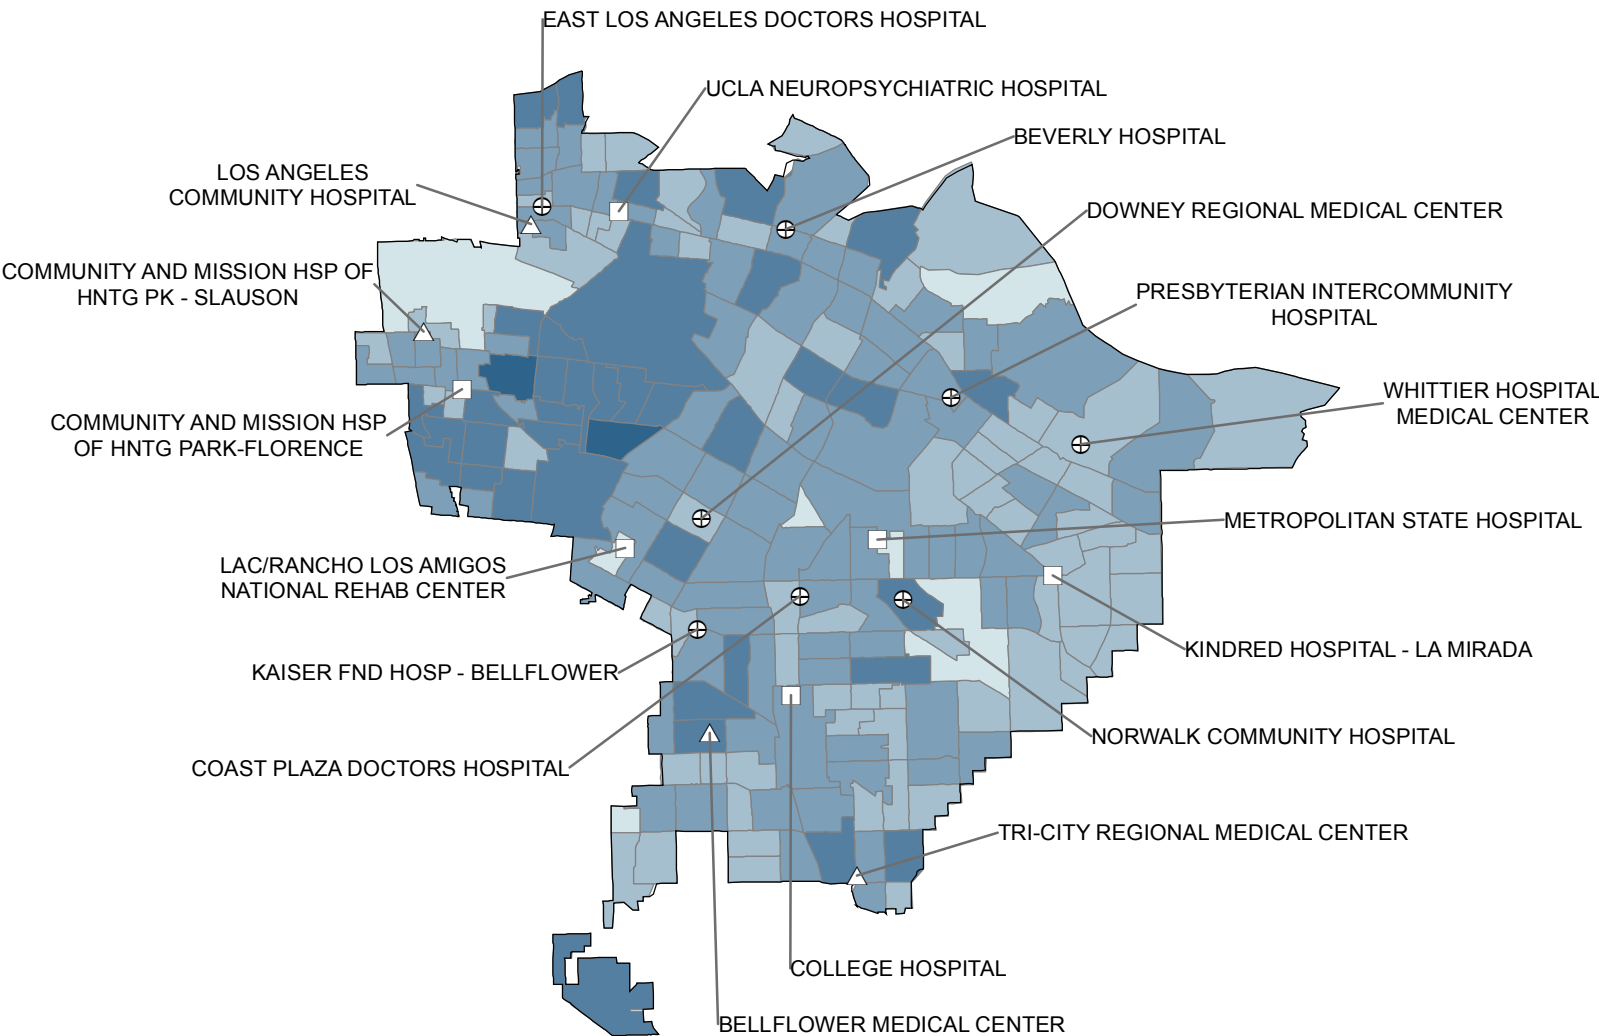 EAST LOS ANGELES DOCTORS HOSPITAL
UCLA NEUROPSYCHIATRIC HOSPITAL
BEVERLY HOSPITAL
LOS ANGELES
COMMUNITY HOSPITAL
DOWNEY REGIONAL MEDICAL CENTER
COMMUNITY AND MISSION HSP OF
HNTG PK - SLAUSON
PRESBYTERIAN INTERCOMMUNITY
HOSPITAL
WHITTIER HOSPITAL
MEDICAL CENTER
COMMUNITY AND MISSION HSP
OF HNTG PARK-FLORENCE
METROPOLITAN STATE HOSPITAL
LAC/RANCHO LOS AMIGOS
NATIONAL REHAB CENTER
KINDRED HOSPITAL - LA MIRADA
KAISER FND HOSP - BELLFLOWER
NORWALK COMMUNITY HOSPITAL
COAST PLAZA DOCTORS HOSPITAL
TRI-CITY REGIONAL MEDICAL CENTER
COLLEGE HOSPITAL
BELLFLOWER MEDICAL CENTER